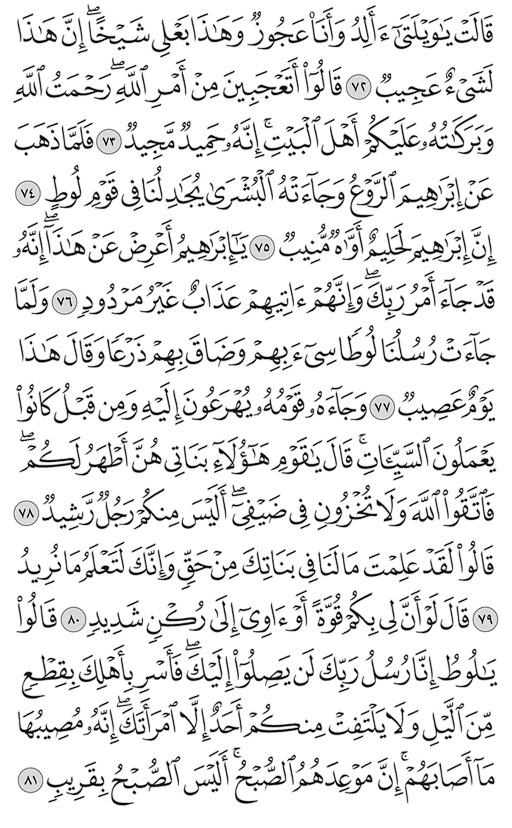 قَالَتْ يَٰوَيْلَتَىٰٓ ءَأَلِدُ وَأَنَا۠ عَجُوزٌ وَهَٰذَا بَعْلِى شَيْخًا ۖ إِنَّ هَٰذَا
لَشَىْءٌ عَجِيبٌ ٧٢ قَالُوٓا۟ أَتَعْجَبِينَ مِنْ أَمْرِ ٱللَّهِ ۖ رَحْمَتُ ٱللَّهِ
وَبَرَكَٰتُهُۥ عَلَيْكُمْ أَهْلَ ٱلْبَيْتِ ۚ إِنَّهُۥ حَمِيدٌ مَّجِيدٌ ٧٣ فَلَمَّا ذَهَبَ
عَنْ إِبْرَٰهِيمَ ٱلرَّوْعُ وَجَآءَتْهُ ٱلْبُشْرَىٰ يُجَٰدِلُنَا فِى قَوْمِ لُوطٍ ٧٤
إِنَّ إِبْرَٰهِيمَ لَحَلِيمٌ أَوَّٰهٌ مُّنِيبٌ ٧٥ يَٰٓإِبْرَٰهِيمُ أَعْرِضْ عَنْ هَٰذَآ ۖ إِنَّهُۥ
قَدْ جَآءَ أَمْرُ رَبِّكَ ۖ وَإِنَّهُمْ ءَاتِيهِمْ عَذَابٌ غَيْرُ مَرْدُودٍ ٧٦ وَلَمَّا
جَآءَتْ رُسُلُنَا لُوطًا سِىٓءَ بِهِمْ وَضَاقَ بِهِمْ ذَرْعًا وَقَالَ هَٰذَا
يَوْمٌ عَصِيبٌ ٧٧ وَجَآءَهُۥ قَوْمُهُۥ يُهْرَعُونَ إِلَيْهِ وَمِن قَبْلُ كَانُوا۟
يَعْمَلُونَ ٱلسَّيِّـَٔاتِ ۚ قَالَ يَٰقَوْمِ هَٰٓؤُلَآءِ بَنَاتِى هُنَّ أَطْهَرُ لَكُمْ ۖ
فَٱتَّقُوا۟ ٱللَّهَ وَلَا تُخْزُونِ فِى ضَيْفِىٓ ۖ أَلَيْسَ مِنكُمْ رَجُلٌ رَّشِيدٌ ٧٨
قَالُوا۟ لَقَدْ عَلِمْتَ مَا لَنَا فِى بَنَاتِكَ مِنْ حَقٍّ وَإِنَّكَ لَتَعْلَمُ مَا نُرِيدُ
٧٩ قَالَ لَوْ أَنَّ لِى بِكُمْ قُوَّةً أَوْ ءَاوِىٓ إِلَىٰ رُكْنٍ شَدِيدٍ ٨٠ قَالُوا۟
يَٰلُوطُ إِنَّا رُسُلُ رَبِّكَ لَن يَصِلُوٓا۟ إِلَيْكَ ۖ فَأَسْرِ بِأَهْلِكَ بِقِطْعٍ
مِّنَ ٱلَّيْلِ وَلَا يَلْتَفِتْ مِنكُمْ أَحَدٌ إِلَّا ٱمْرَأَتَكَ ۖ إِنَّهُۥ مُصِيبُهَا
مَآ أَصَابَهُمْ ۚ إِنَّ مَوْعِدَهُمُ ٱلصُّبْحُ ۚ أَلَيْسَ ٱلصُّبْحُ بِقَرِيبٍ ٨١